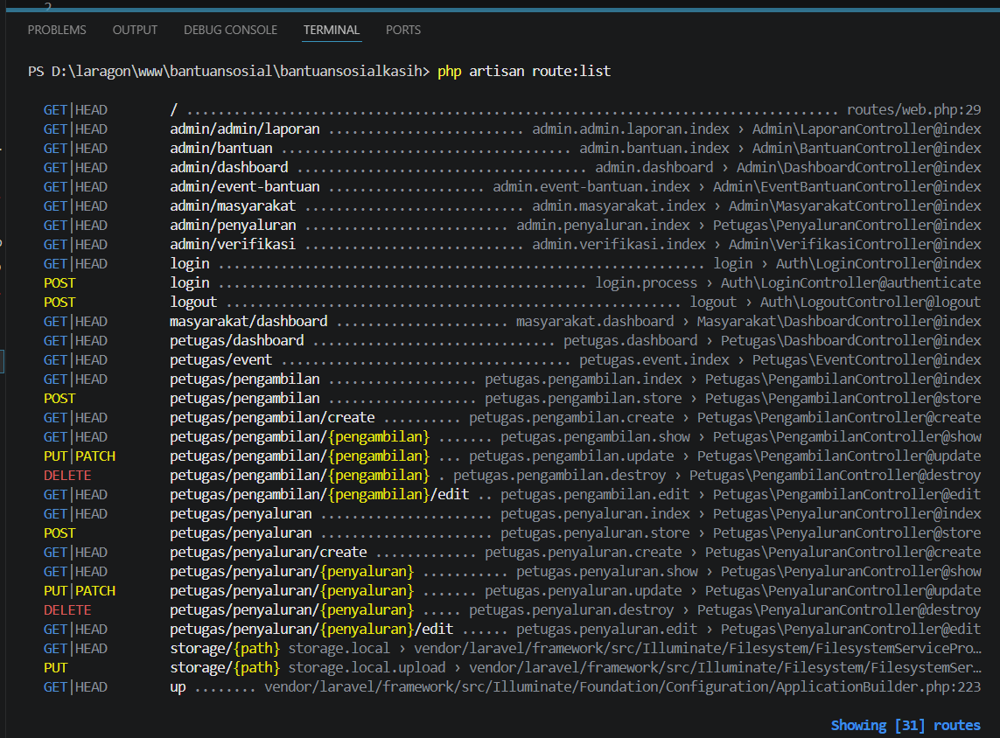 2
PROBLEMS OUTPUT DEBUG CONSOLE TERMINAL PORTS
PS D:\laragon\www\bantuansosial\bantuansosialkasih> php artisan route:list
GET|HEAD / ................................................................................... routes/web.php:29
GET|HEAD admin/admin/laporan ......................... admin.admin.laporan.index › Admin\LaporanController@index
GET|HEAD admin/bantuan ..................................... admin.bantuan.index › Admin\BantuanController@index
GET|HEAD admin/dashboard ..................................... admin.dashboard › Admin\DashboardController@index
GET|HEAD admin/event-bantuan .................... admin.event-bantuan.index › Admin\EventBantuanController@index
GET|HEAD admin/masyarakat ............................ admin.masyarakat.index › Admin\MasyarakatController@index
GET|HEAD admin/penyaluran .......................... admin.penyaluran.index › Petugas\PenyaluranController@index
GET|HEAD admin/verifikasi ............................ admin.verifikasi.index › Admin\VerifikasiController@index
GET|HEAD login .............................................................. login › Auth\LoginController@index
POST login ............................................... login.process › Auth\LoginController@authenticate
POST logout .......................................................... logout › Auth\LogoutController@logout
GET|HEAD masyarakat/dashboard ...................... masyarakat.dashboard › Masyarakat\DashboardController@index
GET|HEAD petugas/dashboard ............................... petugas.dashboard › Petugas\DashboardController@index
GET|HEAD petugas/event ..................................... petugas.event.index › Petugas\EventController@index
GET|HEAD petugas/pengambilan ................... petugas.pengambilan.index › Petugas\PengambilanController@index
POST petugas/pengambilan ................... petugas.pengambilan.store › Petugas\PengambilanController@store
GET|HEAD petugas/pengambilan/create .......... petugas.pengambilan.create › Petugas\PengambilanController@create
GET|HEAD petugas/pengambilan/{pengambilan} ....... petugas.pengambilan.show › Petugas\PengambilanController@show
PUT|PATCH petugas/pengambilan/{pengambilan} ... petugas.pengambilan.update › Petugas\PengambilanController@update
DELETE petugas/pengambilan/{pengambilan} . petugas.pengambilan.destroy › Petugas\PengambilanController@destroy
GET|HEAD petugas/pengambilan/{pengambilan}/edit .. petugas.pengambilan.edit › Petugas\PengambilanController@edit
GET|HEAD petugas/penyaluran ...................... petugas.penyaluran.index › Petugas\PenyaluranController@index
POST petugas/penyaluran ...................... petugas.penyaluran.store › Petugas\PenyaluranController@store
GET|HEAD petugas/penyaluran/create ............. petugas.penyaluran.create › Petugas\PenyaluranController@create
GET|HEAD petugas/penyaluran/{penyaluran} ........... petugas.penyaluran.show › Petugas\PenyaluranController@show
PUT|PATCH petugas/penyaluran/{penyaluran} ....... petugas.penyaluran.update › Petugas\PenyaluranController@update
DELETE petugas/penyaluran/{penyaluran} ..... petugas.penyaluran.destroy › Petugas\PenyaluranController@destroy
GET|HEAD petugas/penyaluran/{penyaluran}/edit ...... petugas.penyaluran.edit › Petugas\PenyaluranController@edit
GET|HEAD storage/{path} storage.local › vendor/laravel/framework/src/Illuminate/Filesystem/FilesystemServicePro…
PUT storage/{path} storage.local.upload › vendor/laravel/framework/src/Illuminate/Filesystem/FilesystemSer…
GET|HEAD up ........ vendor/laravel/framework/src/Illuminate/Foundation/Configuration/ApplicationBuilder.php:223
Showing [31] routes